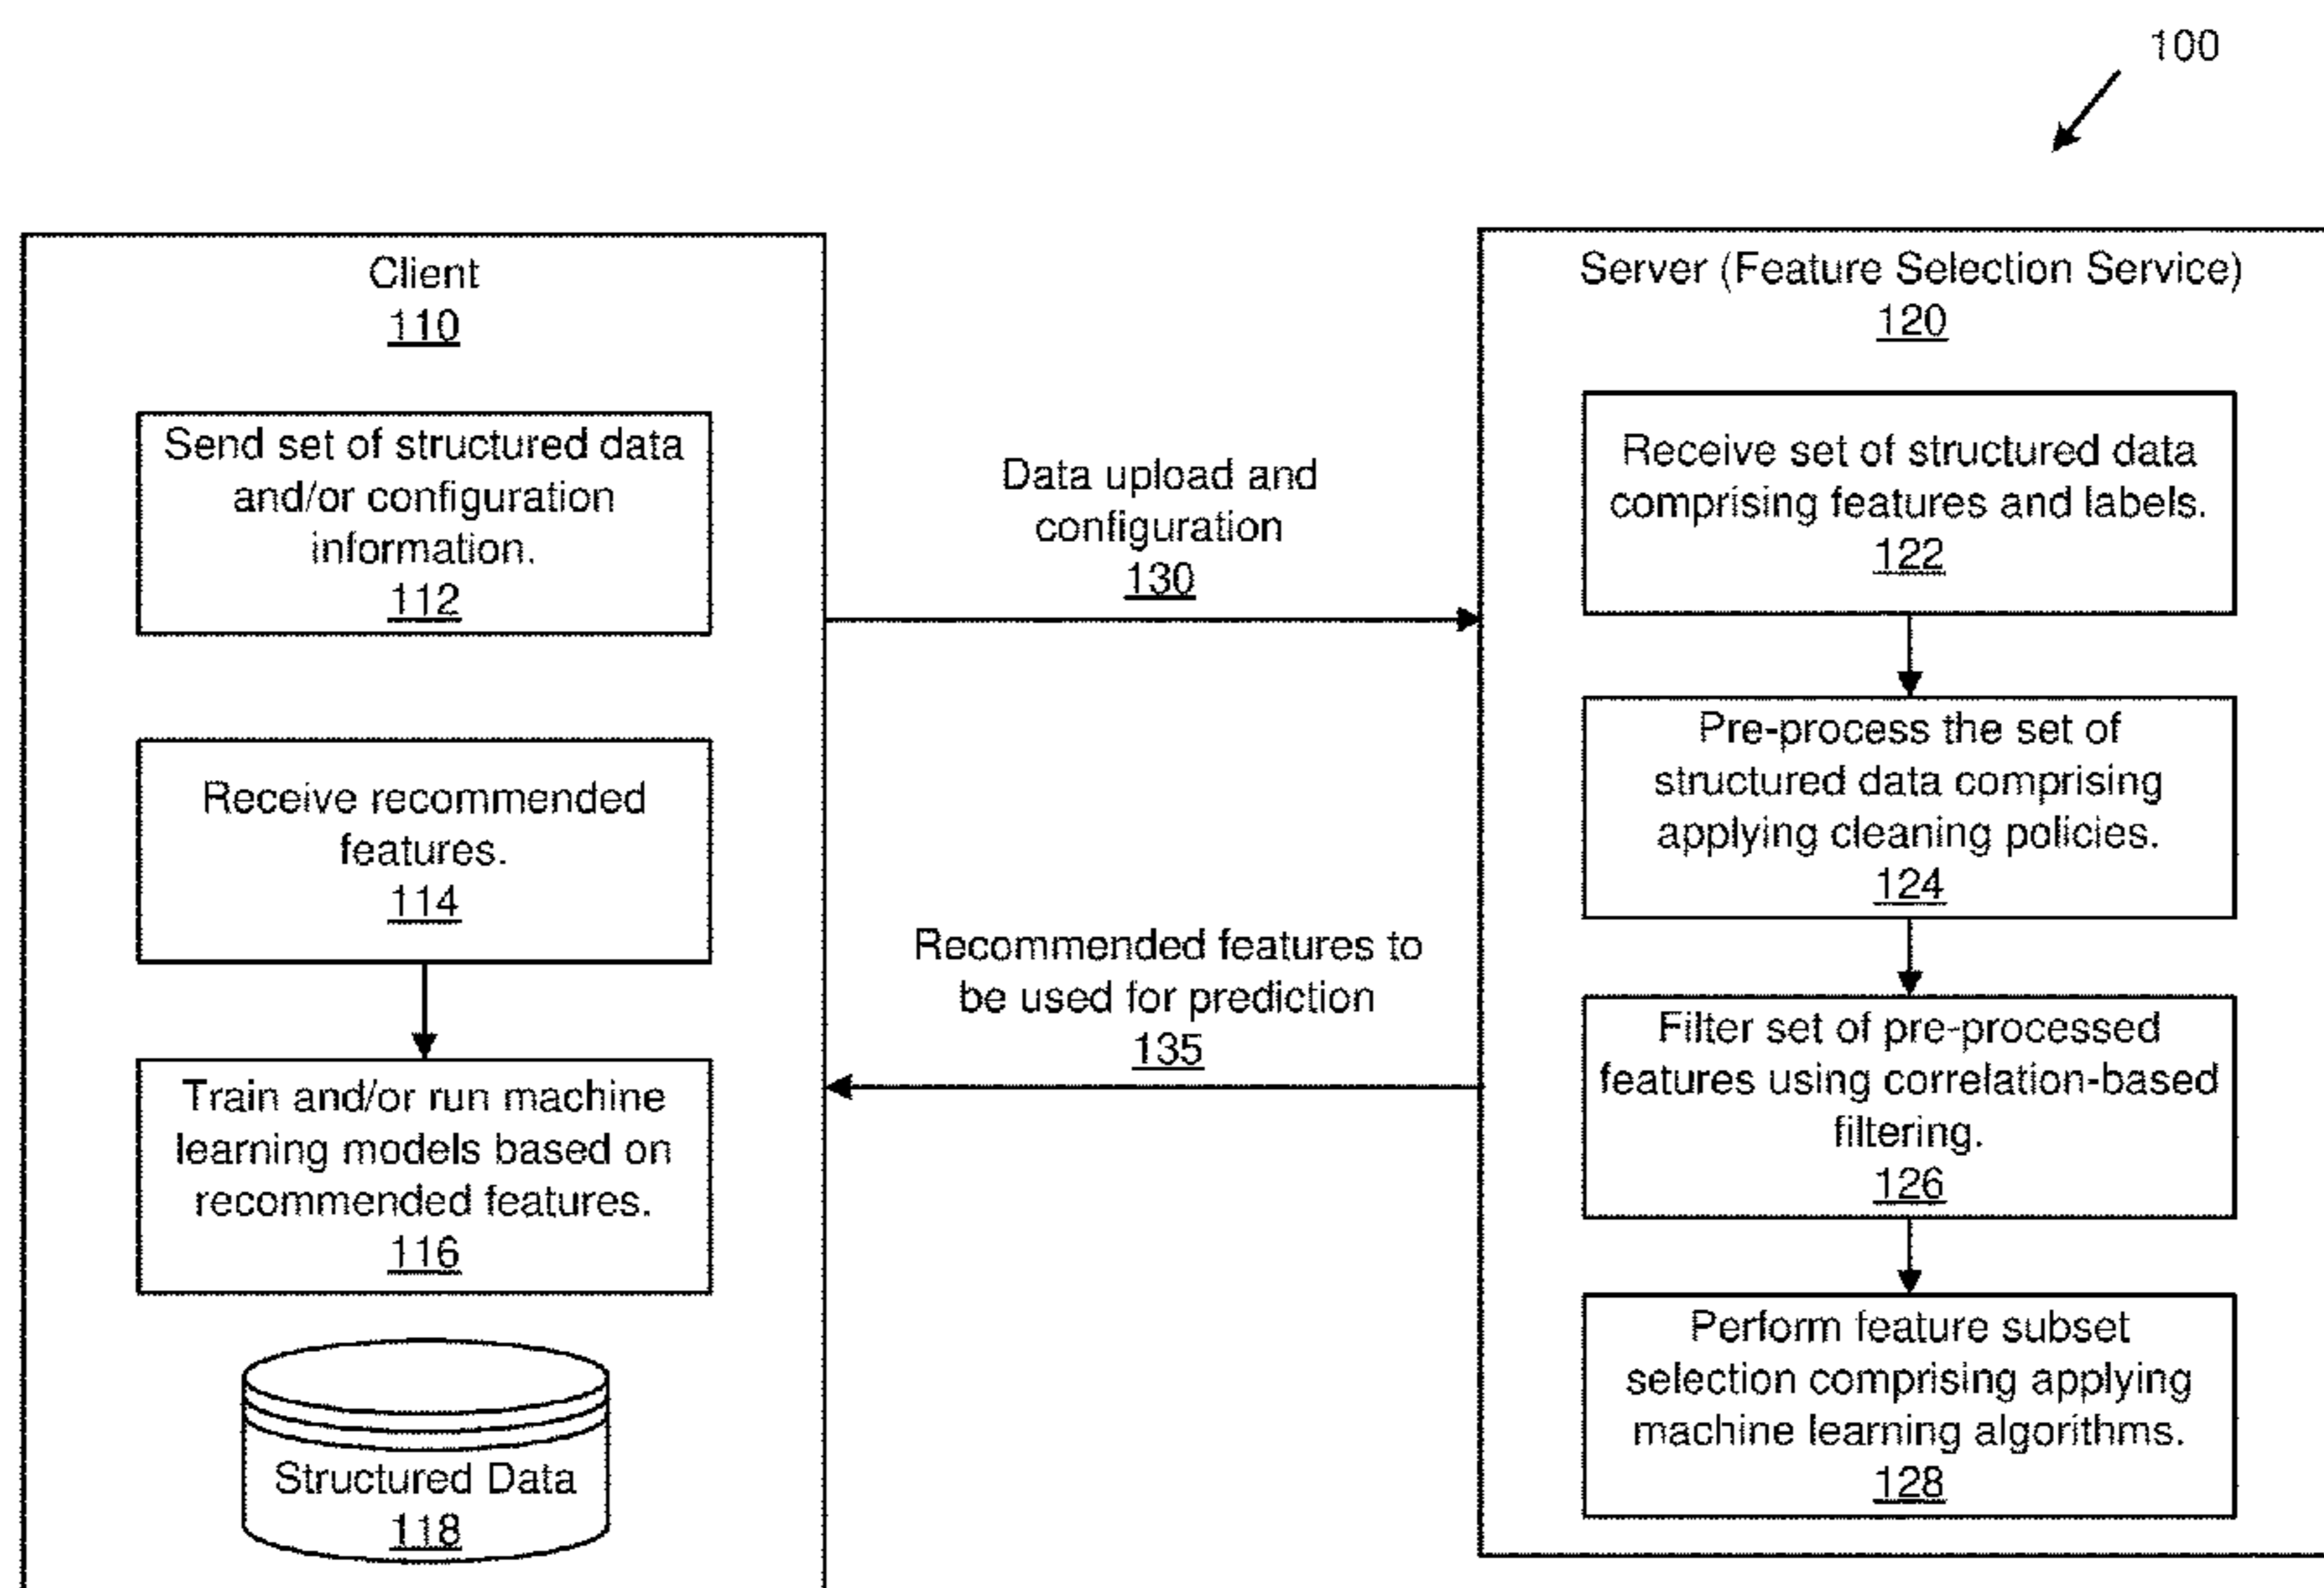 100
Client
110
Send set of structured data
and/or configuration
information.
112
Receive recommended
features.
114
Train and/or run machine
learning models based on
recommended features.
116
Structured Data
118
Data upload and
configuration
130
Recommended features to
be used for prediction
135
Server (Feature Selection Service)
120
Receive set of structured data
comprising features and labels.
122
Pre-process the set of
structured data comprising
applying cleaning policies.
124
Filter set of pre-processed
features using correlation-based
filtering.
126
Perform feature subset
selection comprising applying
machine learning algorithms.
128